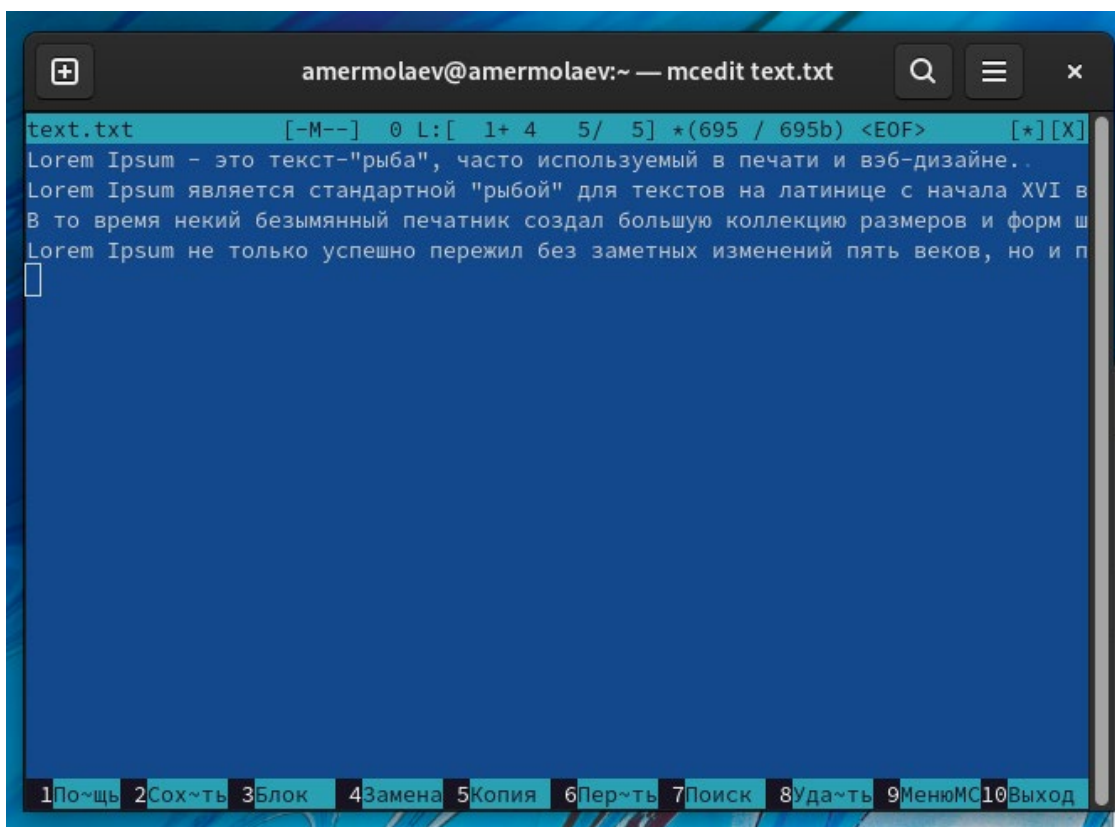 amermolaev@amermolaev:~ — mcedit text.txt
text.txt [-M--] 0 L:[ 1+ 4 5/ 5] *(695 / 695b) <EOF> [*][X]
Lorem Ipsum - это текст-"рыба", часто используемый в печати и вэб-дизайне..
Lorem Ipsum является стандартной "рыбой" для текстов на латинице с начала XVI в
В то время некий безымянный печатник создал большую коллекцию размеров и форм ш
Lorem Ipsum не только успешно пережил без заметных изменений пять веков, но и п
1По~щь 2Сох~ть 3Блок 4Замена 5Копия 6Пер~ть 7Поиск 8Уда~ть 9МенюМС10Выход